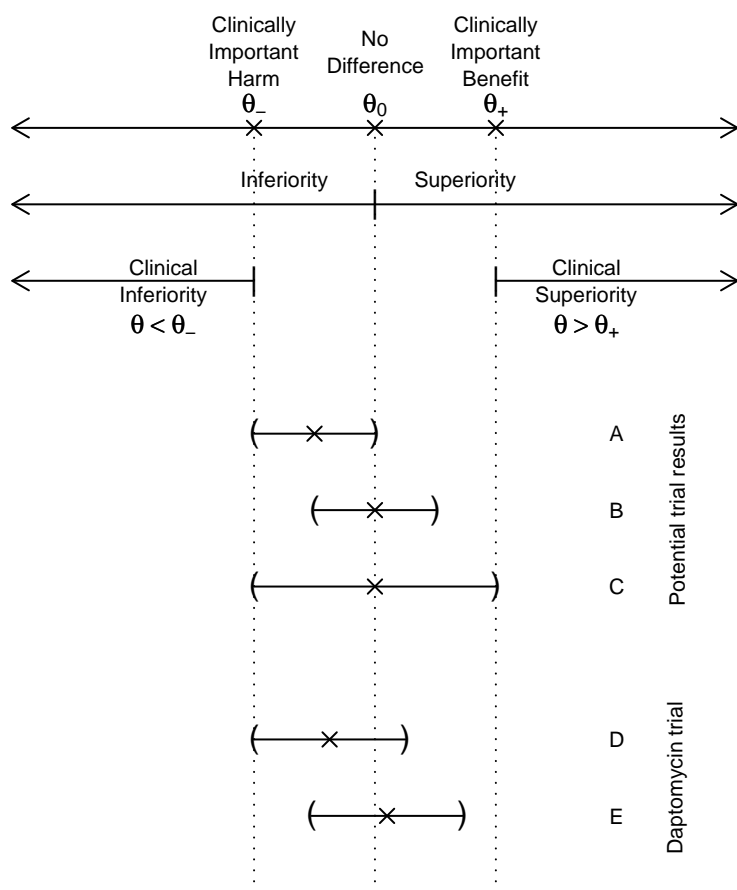 Clinically
Important
Harm
θ₋
No
Difference
θ₀
Clinically
Important
Benefit
θ₊
Inferiority
Superiority
Clinical
Inferiority
θ < θ₋
Clinical
Superiority
θ > θ₊
A
B
C
Potential trial results
D
E
Daptomycin trial